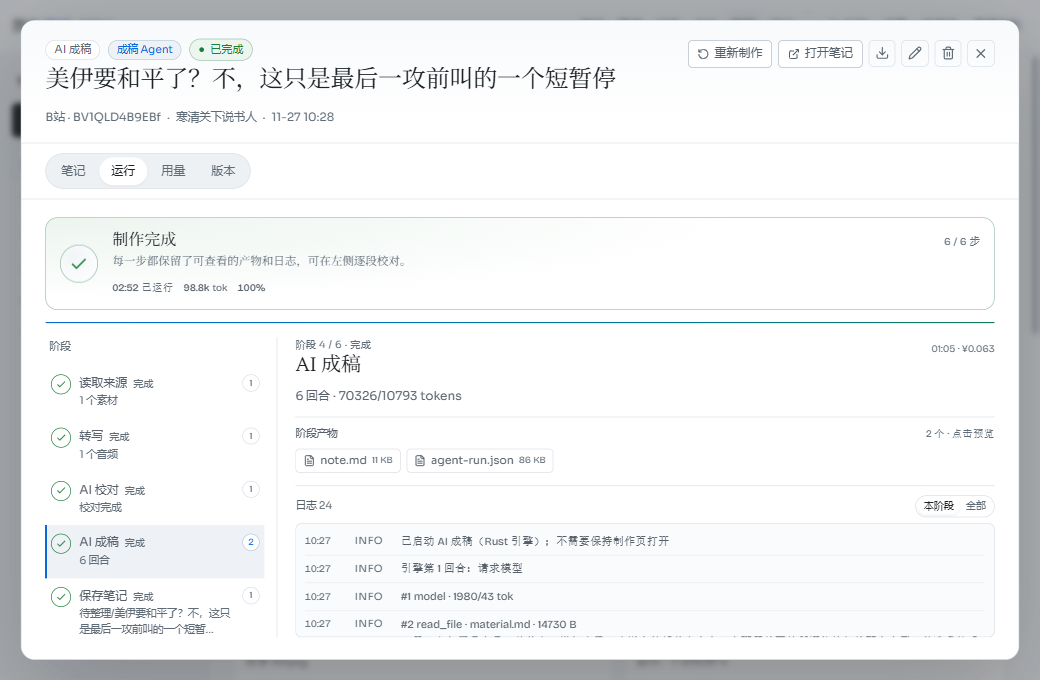 AI 成稿 成稿 Agent 已完成
重新制作 打开笔记
美伊要和平了？不，这只是最后一攻前叫的一个短暂停
B站 · BV1QLD4B9EBf · 寒清关下说书人 · 11-27 10:28
笔记 运行 用量 版本
制作完成
6 / 6 步
每一步都保留了可查看的产物和日志，可在左侧逐段校对。
02:52 已运行 98.8k tok 100%
阶段
读取来源 完成 1
1 个素材
转写 完成 1
1 个音频
AI 校对 完成 1
校对完成
AI 成稿 完成 2
6 回合
保存笔记 完成 1
待整理/美伊要和平了？不，这只
是最后一攻前叫的一个短暂...
阶段 4 / 6 · 完成
AI 成稿
01:05 · ¥0.063
6 回合 · 70326/10793 tokens
阶段产物
2 个 · 点击预览
note.md 11 KB agent-run.json 86 KB
日志 24
本阶段 全部
10:27 INFO 已启动 AI 成稿（Rust 引擎）；不需要保持制作页打开
10:27 INFO 引擎第 1 回合：请求模型
10:27 INFO #1 model · 1980/43 tok
10:27 INFO #2 read_file · material.md · 14730 B